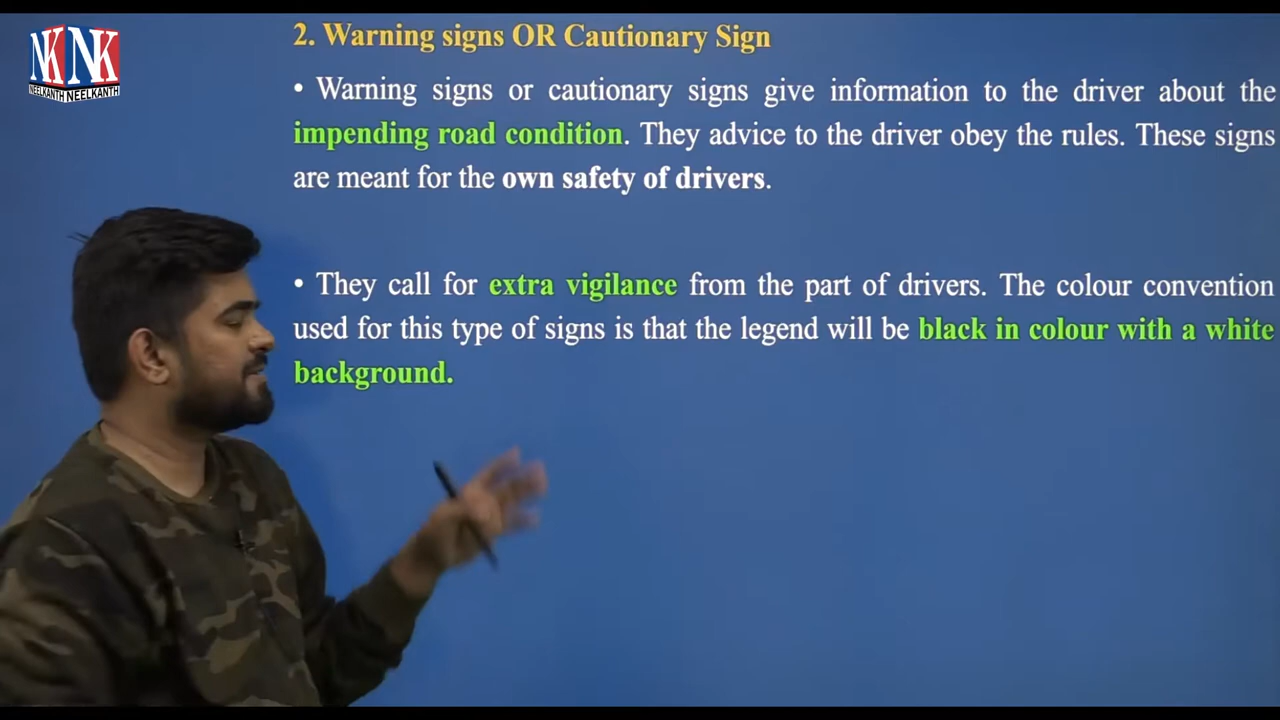 NKNK
NEELKANTH NEELKANTH
2. Warning signs OR Cautionary Sign
• Warning signs or cautionary signs give information to the driver about the
impending road condition. They advice to the driver obey the rules. These signs
are meant for the own safety of drivers.
• They call for extra vigilance from the part of drivers. The colour convention
used for this type of signs is that the legend will be black in colour with a white
background.